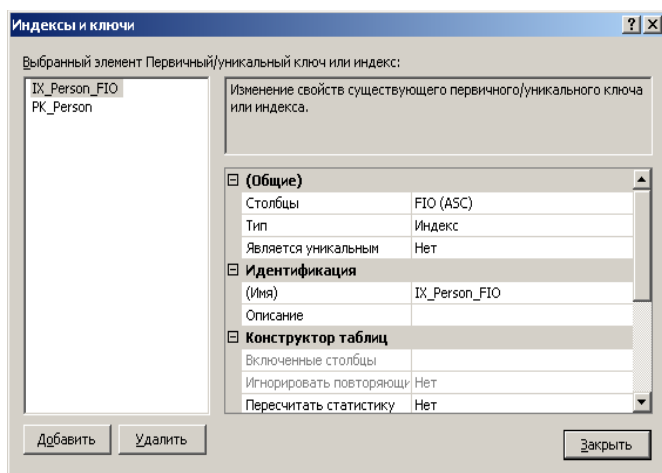 Индексы и ключи
Выбранный элемент Первичный/уникальный ключ или индекс:
IX_Person_FIO
PK_Person
Изменение свойств существующего первичного/уникального ключа
или индекса.
(Общие)
Столбцы FIO (ASC)
Тип Индекс
Является уникальным Нет
Идентификация
(Имя) IX_Person_FIO
Описание
Конструктор таблиц
Включенные столбцы
Игнорировать повторяющи Нет
Пересчитать статистику Нет
Добавить Удалить
Закрыть